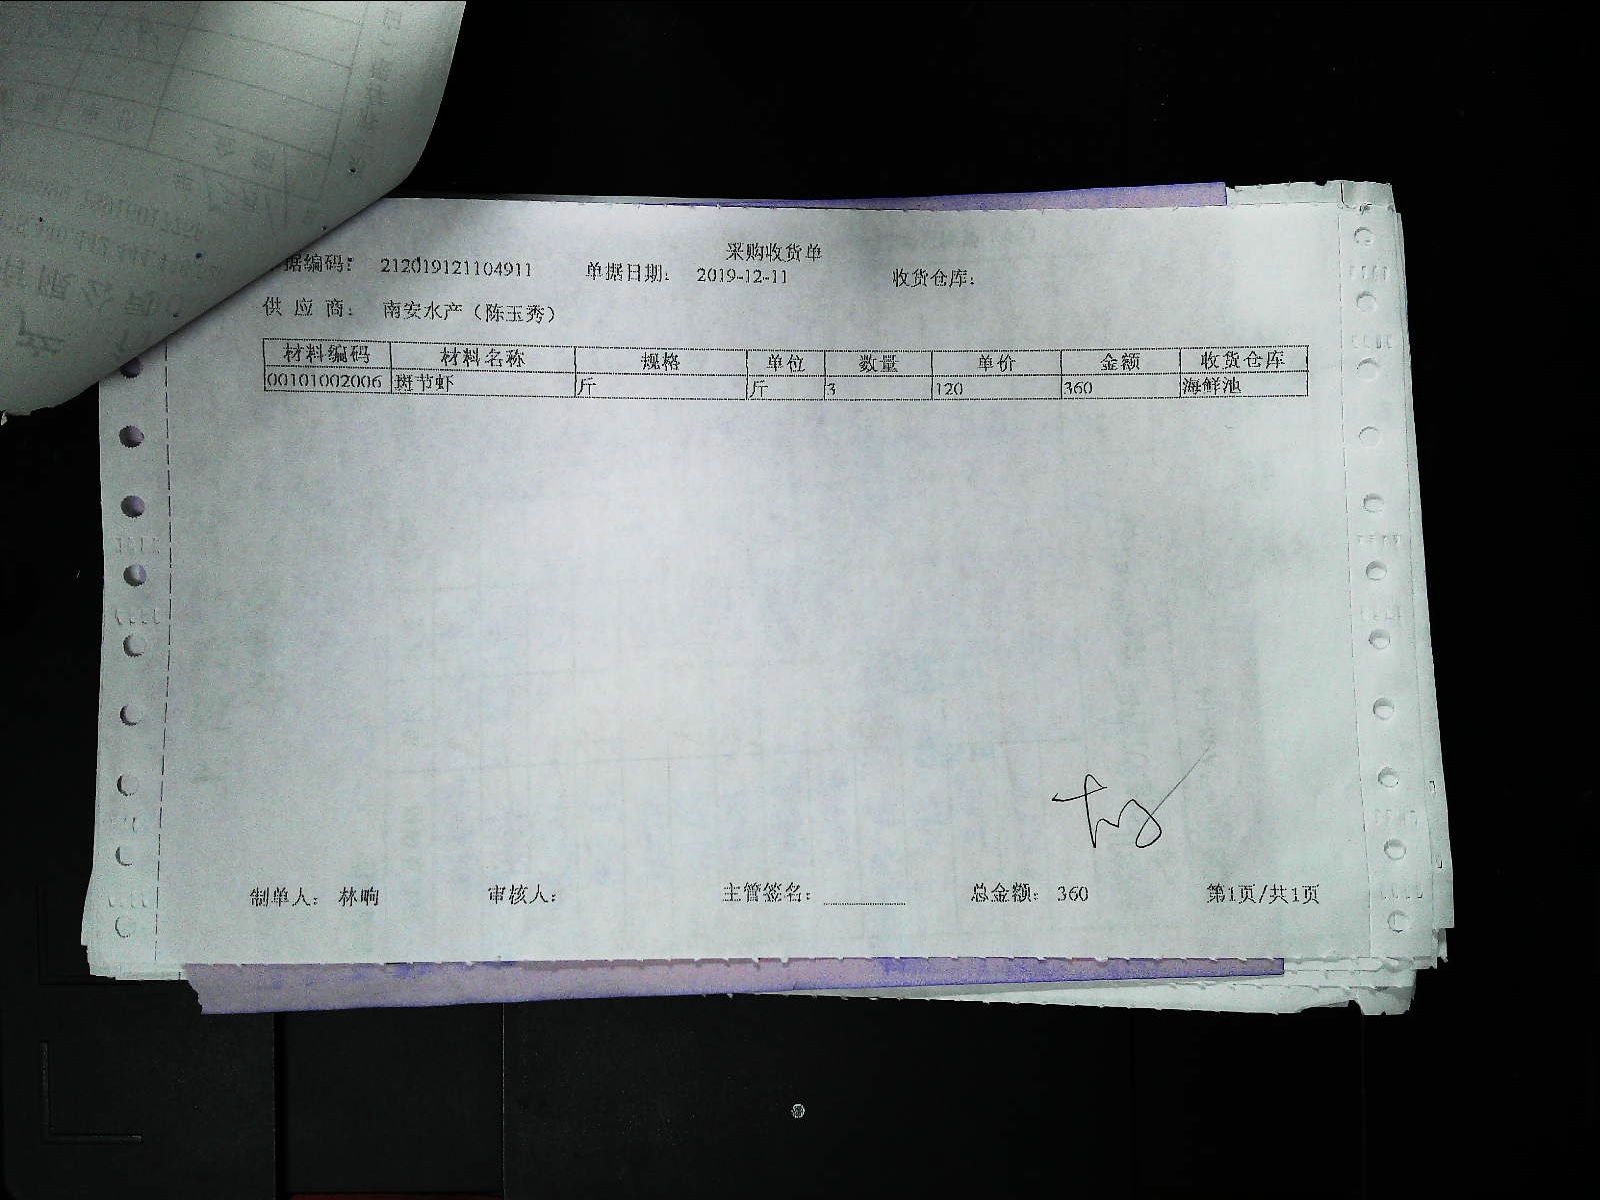 采购收货单
据编码： 212019121104911 单据日期： 2019-12-11 收货仓库：
供 应 商： 南安水产（陈玉秀）
材料编码 材料名称 规格 单位 数量 单价 金额 收货仓库
00101002006 斑节虾 斤 斤 3 120 360 海鲜池
制单人： 林晌 审核人： 主管签名： 总金额： 360 第1页/共1页